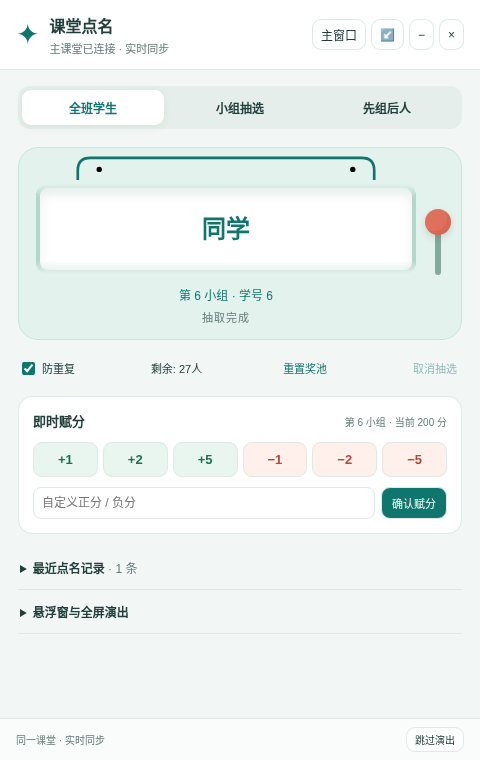 课堂点名
主课堂已连接 · 实时同步
主窗口
↙️
−
×
全班学生
小组抽选
先组后人
同学
第 6 小组 · 学号 6
抽取完成
防重复
剩余: 27人
重置奖池
取消抽选
即时赋分
第 6 小组 · 当前 200 分
+1
+2
+5
−1
−2
−5
自定义正分 / 负分
确认赋分
最近点名记录 · 1 条
悬浮窗与全屏演出
同一课堂 · 实时同步
跳过演出